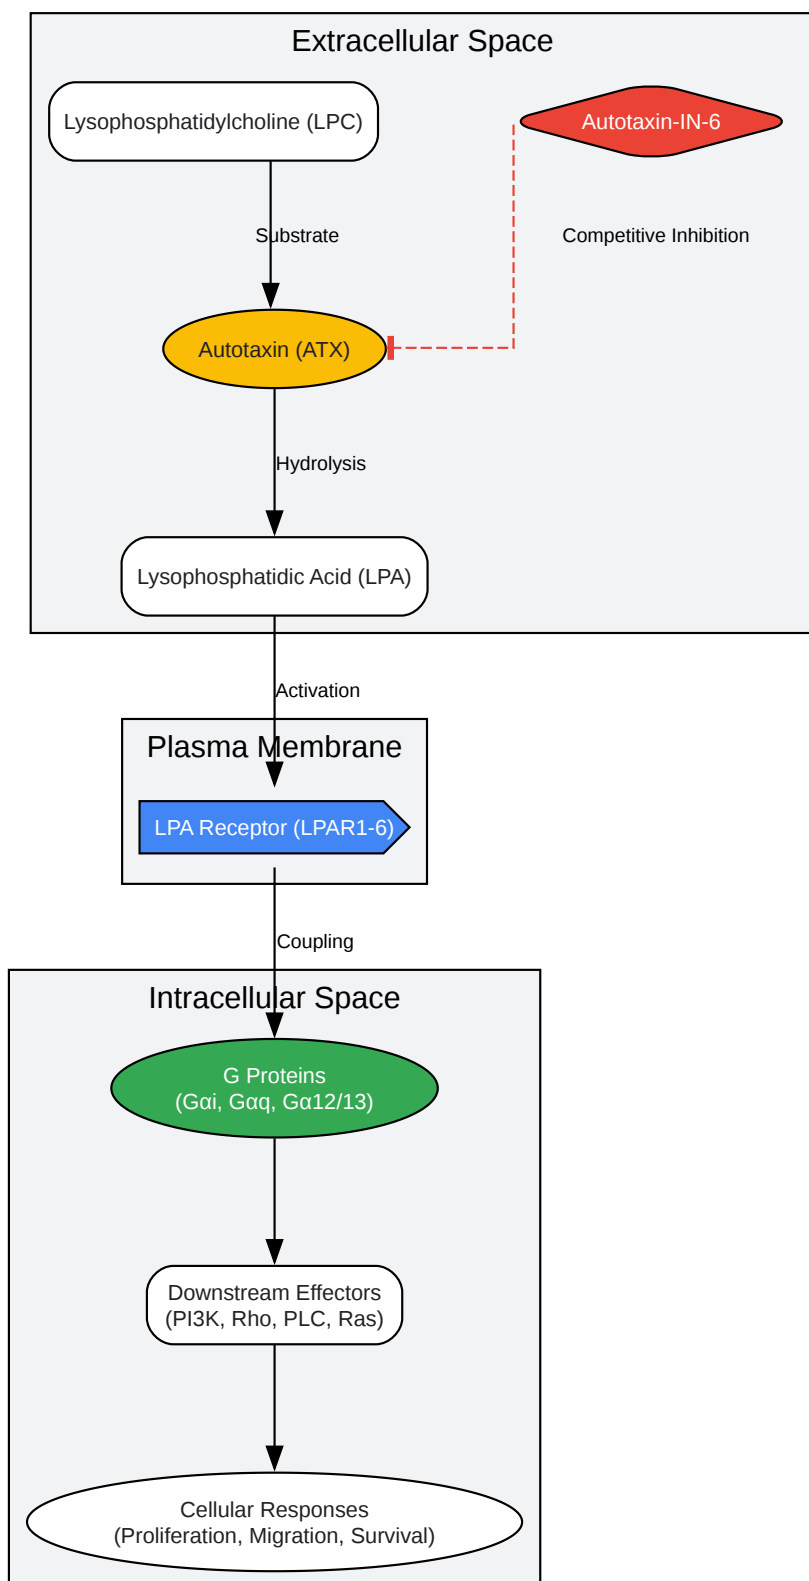 Extracellular Space
Lysophosphatidylcholine (LPC)
Autotaxin-IN-6
Substrate
Competitive Inhibition
Autotaxin (ATX)
Hydrolysis
Lysophosphatidic Acid (LPA)
Activation
Plasma Membrane
LPA Receptor (LPAR1-6)
Coupling
Intracellular Space
G Proteins
(Gαi, Gαq, Gα12/13)
Downstream Effectors
(PI3K, Rho, PLC, Ras)
Cellular Responses
(Proliferation, Migration, Survival)